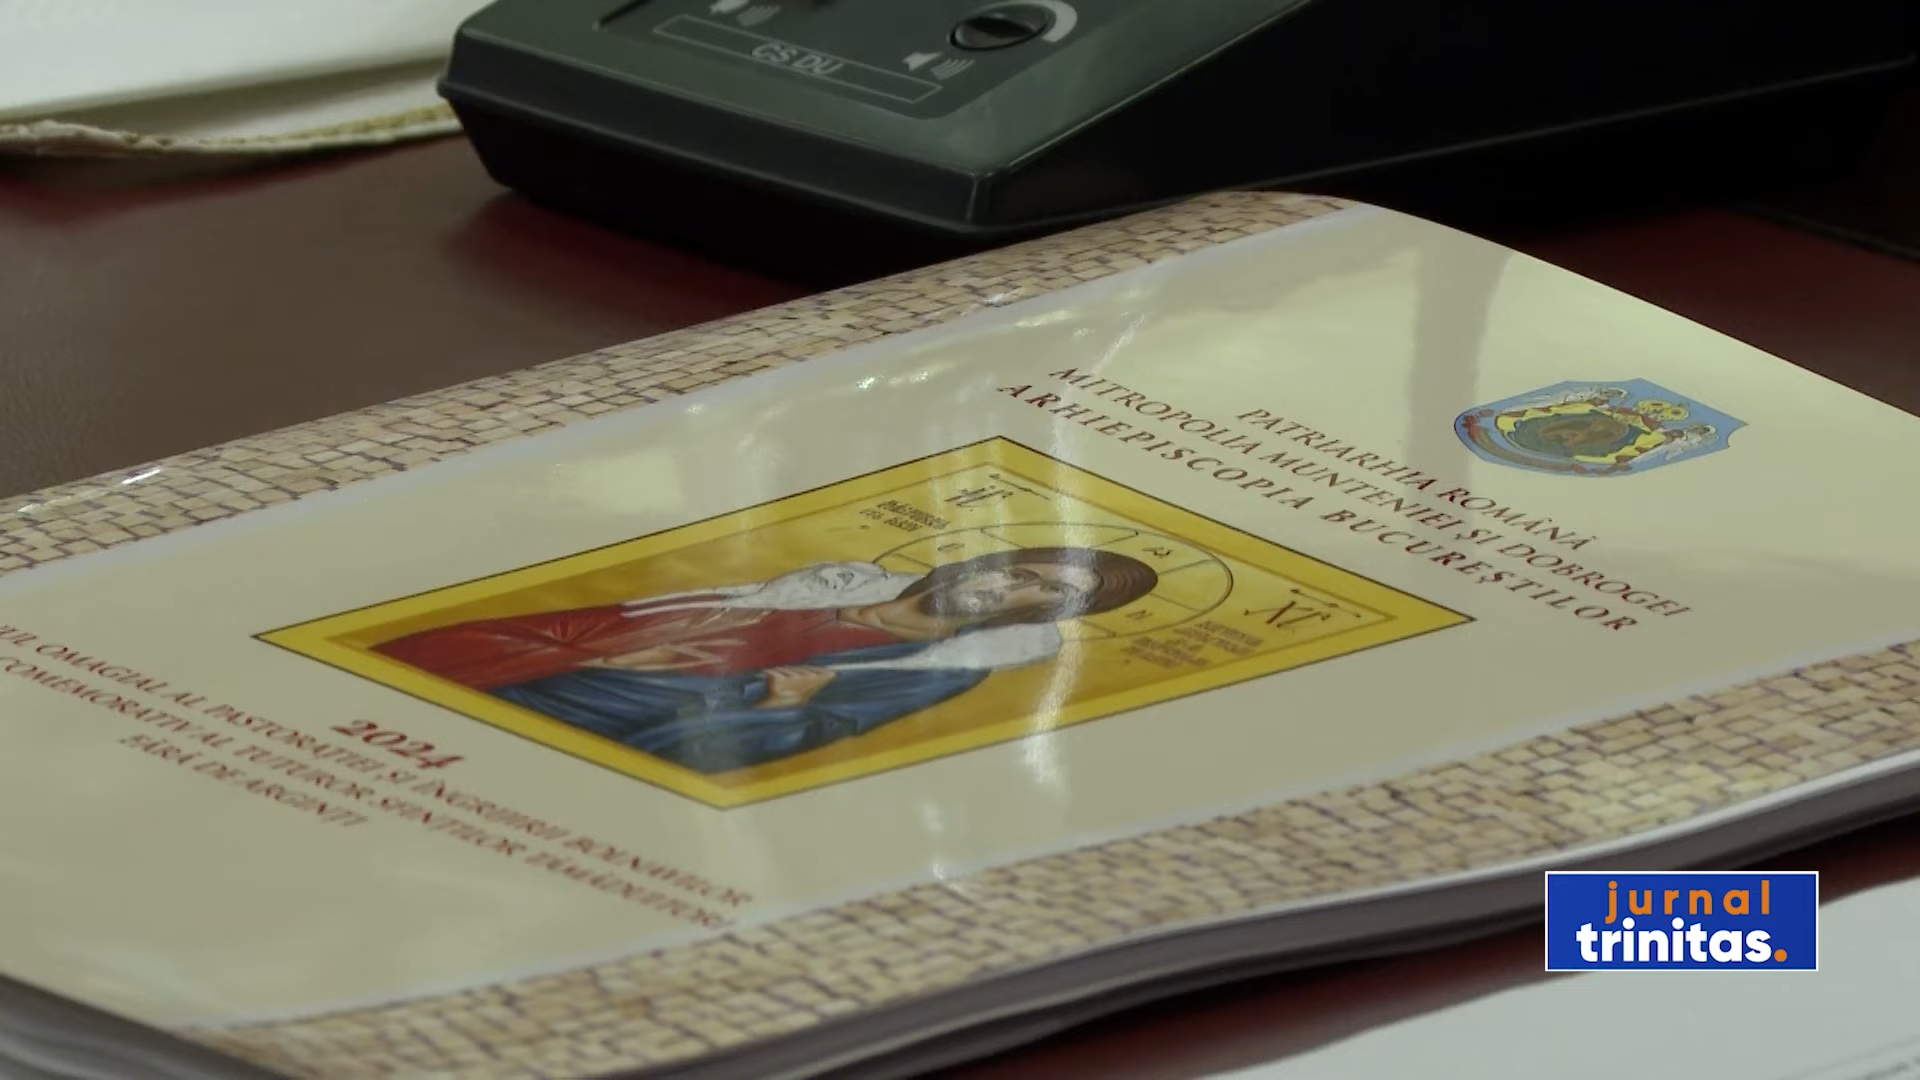 CS DU
PATRIARHIA ROMÂNĂ
MITROPOLIA MUNTENIEI ȘI DOBROGEI
ARHIEPISCOPIA BUCUREȘTILOR
IC
XC
2024
OMAGIAL AL PASTORAȚIEI ȘI ÎNGRIJIRII BOLNAVILOR
COMEMORATIV AL TUTUROR SFINȚILOR TĂMĂDUITORI
FĂRĂ DE ARGINȚI
jurnal
trinitas.